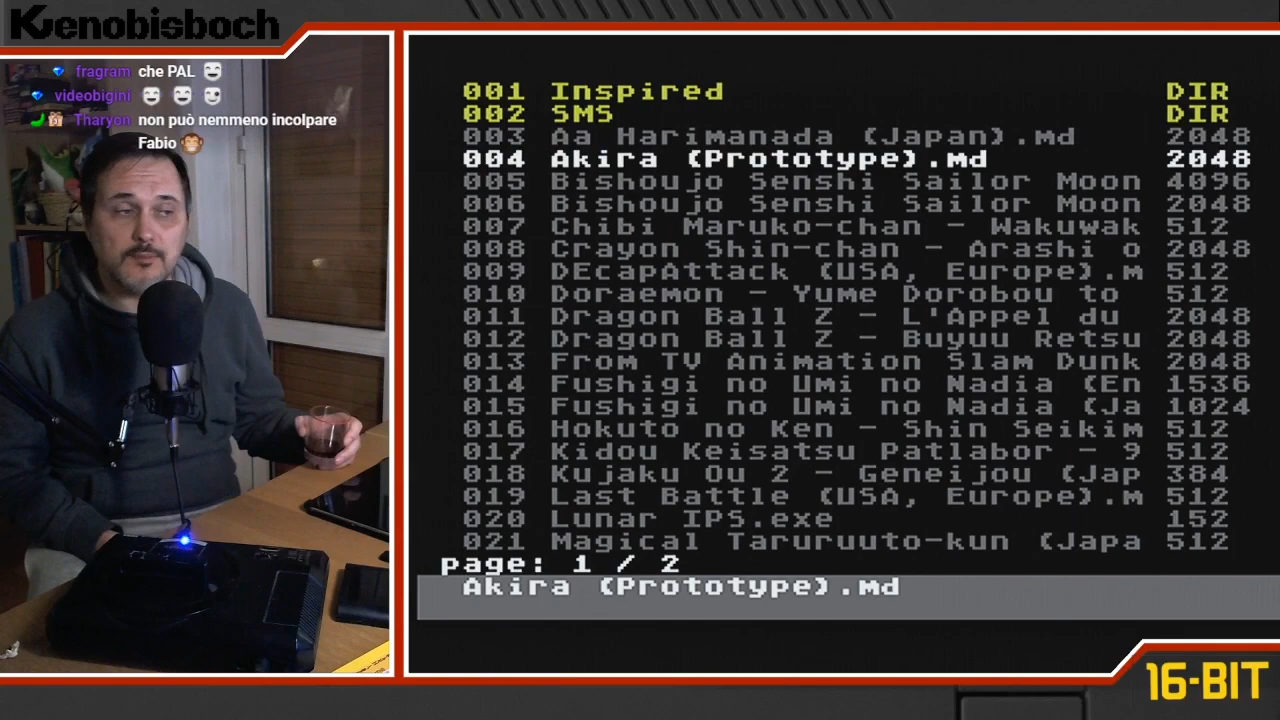 Kenobisboch
fragram che PAL
videobigini
Tharyon non può nemmeno incolpare
Fabio
001 Inspired DIR
002 SMS DIR
003 Aa Harimanada (Japan).md 2048
004 Akira (Prototype).md 2048
005 Bishoujo Senshi Sailor Moon 4096
006 Bishoujo Senshi Sailor Moon 2048
007 Chibi Maruko-chan - Wakuwak 512
008 Crayon Shin-chan - Arashi o 2048
009 DEcapAttack (USA, Europe).m 512
010 Doraemon - Yume Dorobou to 512
011 Dragon Ball Z - L'Appel du 2048
012 Dragon Ball Z - Buyuu Retsu 2048
013 From TV Animation Slam Dunk 2048
014 Fushigi no Umi no Nadia (En 1536
015 Fushigi no Umi no Nadia (Ja 1024
016 Hokuto no Ken - Shin Seikim 512
017 Kidou Keisatsu Patlabor - 9 512
018 Kujaku Ou 2 - Geneijou (Jap 384
019 Last Battle (USA, Europe).m 512
020 Lunar IPS.exe 152
021 Magical Taruruuto-kun (Japa 512
page: 1 / 2
Akira (Prototype).md
16-BIT